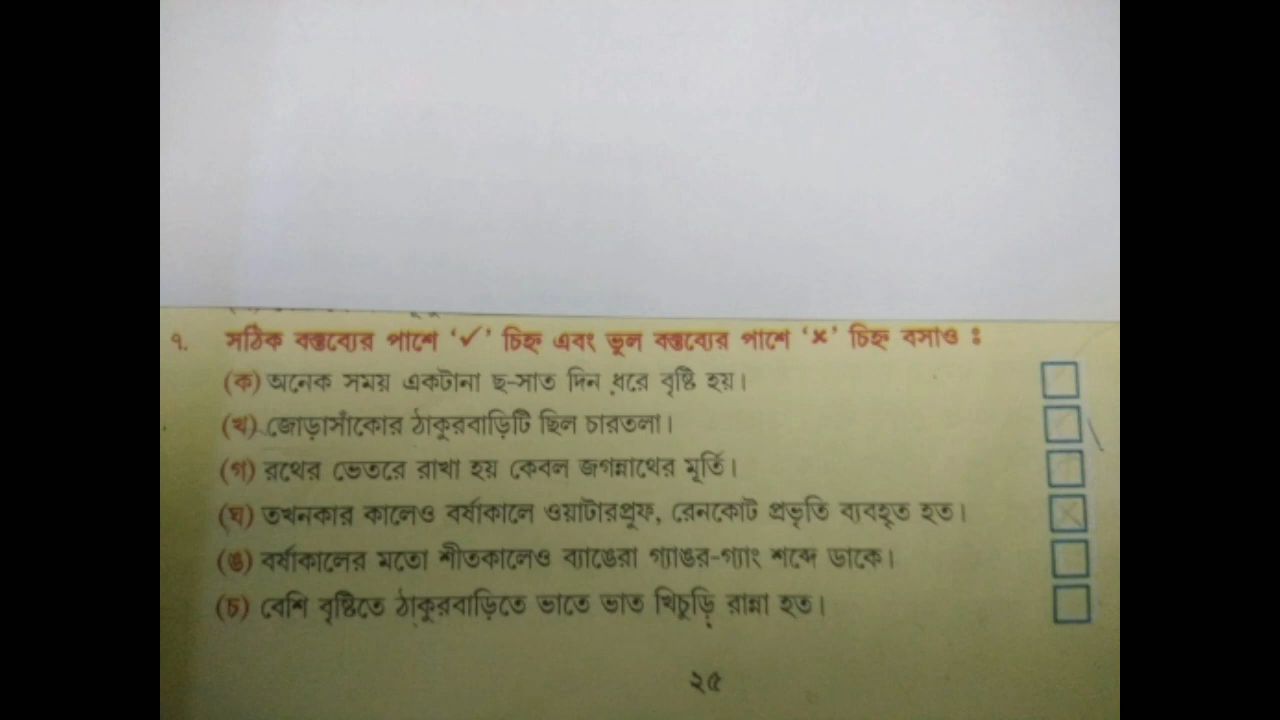 ৭. সঠিক বক্তব্যের পাশে ‘✓’ চিহ্ন এবং ভুল বক্তব্যের পাশে ‘×’ চিহ্ন বসাও ঃ
(ক) অনেক সময় একটানা ছ-সাত দিন ধরে বৃষ্টি হয়।
(খ) জোড়াসাঁকোর ঠাকুরবাড়িটি ছিল চারতলা।
(গ) রথের ভেতরে রাখা হয় কেবল জগন্নাথের মূর্তি।
(ঘ) তখনকার কালেও বর্ষাকালে ওয়াটারপ্রুফ, রেনকোট প্রভৃতি ব্যবহৃত হত।
(ঙ) বর্ষাকালের মতো শীতকালেও ব্যাঙেরা গ্যাঙর-গ্যাং শব্দে ডাকে।
(চ) বেশি বৃষ্টিতে ঠাকুরবাড়িতে ভাতে ভাত খিচুড়ি রান্না হত।
২৫